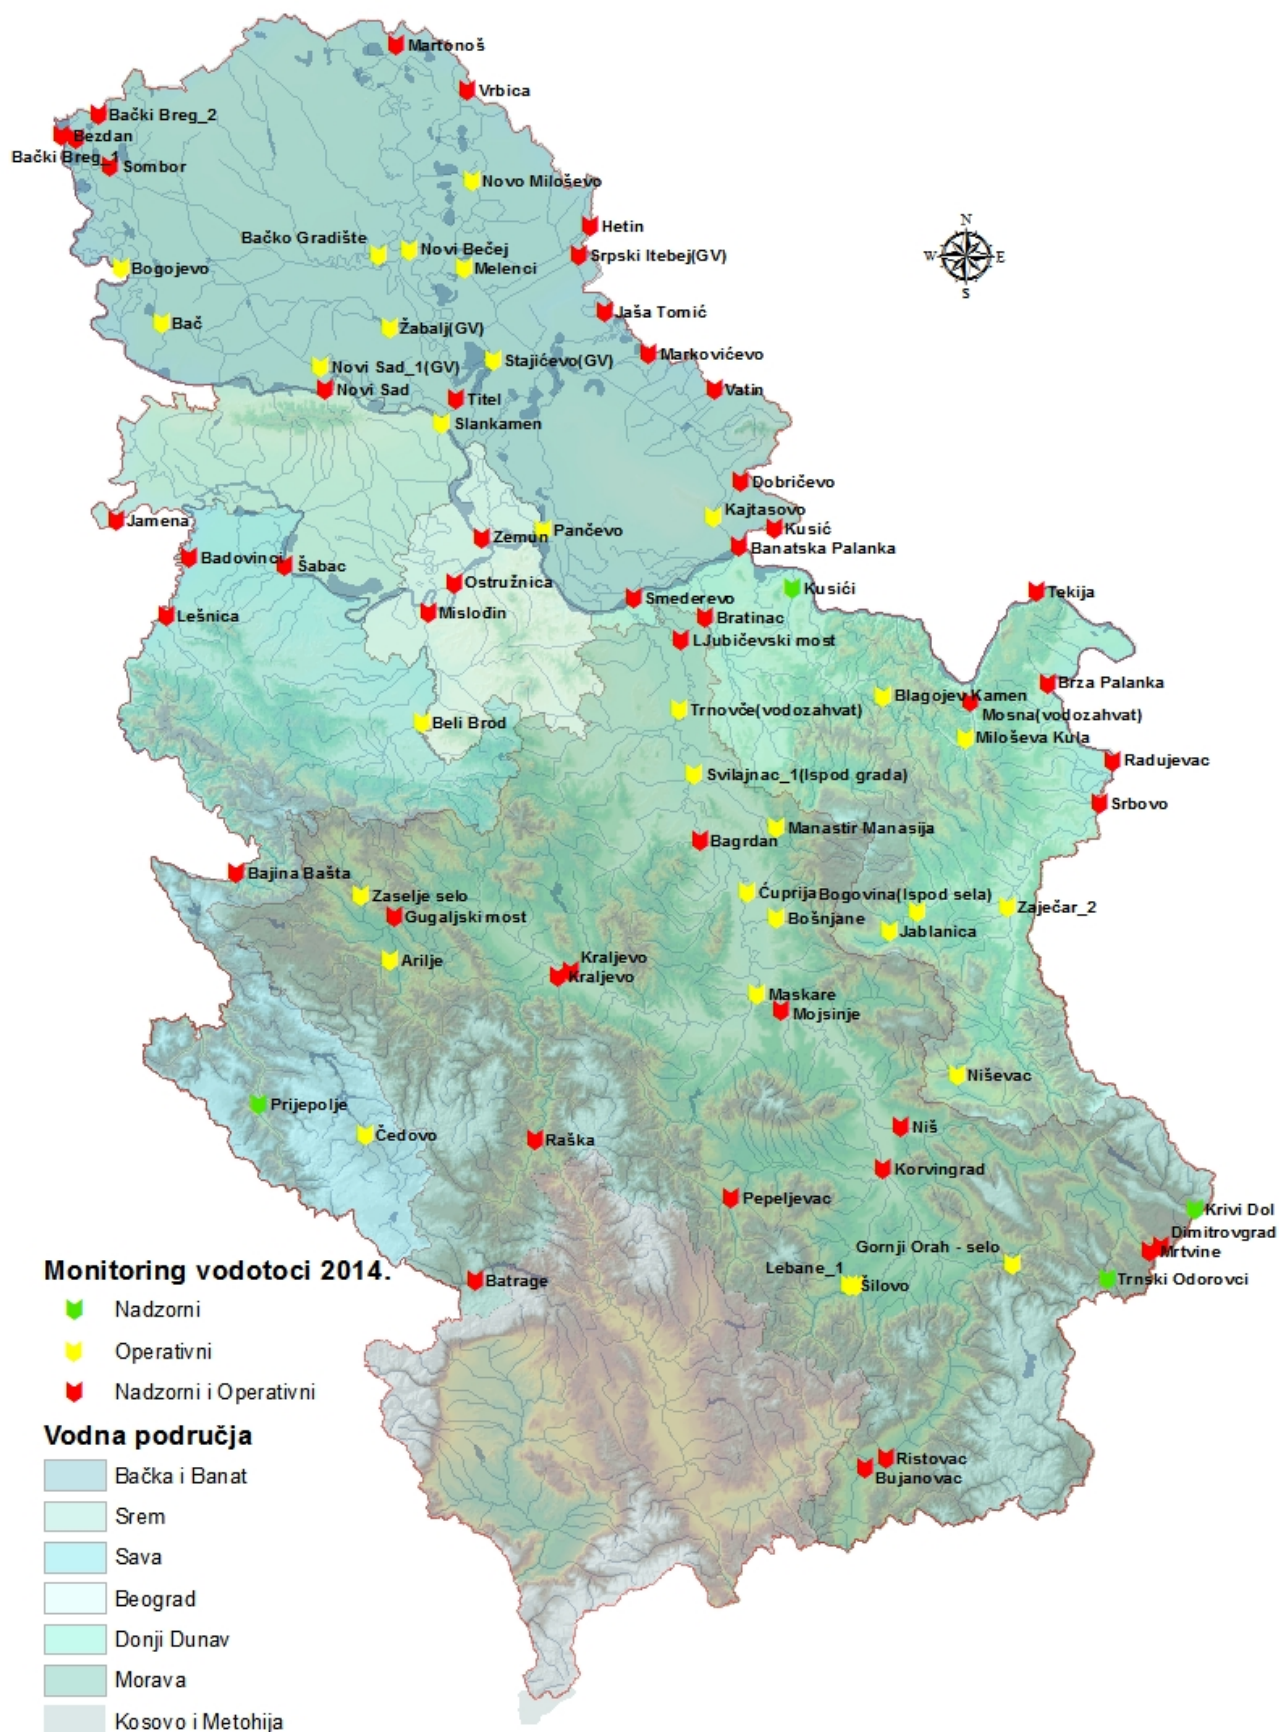 Martonoš
Vrbica
Bački Breg_2
Bezdan
Bački Breg_1
Sombor
Novo Miloševo
Hetin
Bačko Gradište
Novi Bečej
Srpski Itebej(GV)
Bogojevo
Melenci
N
W
E
S
Jaša Tomić
Bač
Žabalj(GV)
Markovićevo
Stajićevo(GV)
Novi Sad_1(GV)
Novi Sad
Vatin
Titel
Slankamen
Dobričevo
Kajtasovo
Jamena
Kusić
Pančevo
Zemun
Banatska Palanka
Badovinci
Šabac
Ostružnica
Kusići
Tekija
Smederevo
Lešnica
Mislođin
Bratinac
LJubičevski most
Brza Palanka
Blagojev Kamen
Trnovče(vodozahvat)
Mosna(vodozahvat)
Beli Brod
Miloševa Kula
Radujevac
Svilajnac_1(Ispod grada)
Srbovo
Manastir Manasija
Bagrdan
Bajina Bašta
Zaselje selo
Ćuprija
Bogovina(Ispod sela)
Zaječar_2
Gugaljski most
Bošnjane
Jablanica
Kraljevo
Arilje
Kraljevo
Maskare
Mojsinje
Niševac
Prijepolje
Niš
Čedovo
Raška
Korvingrad
Pepeljevac
Krivi Dol
Dimitrovgrad
Gornji Orah - selo
Mrtvine
Lebane_1
Trnski Odorovci
Batrage
Šilovo
Ristovac
Bujanovac
Monitoring vodotoci 2014.
Nadzorni
Operativni
Nadzorni i Operativni
Vodna područja
Bačka i Banat
Srem
Sava
Beograd
Donji Dunav
Morava
Kosovo i Metohija